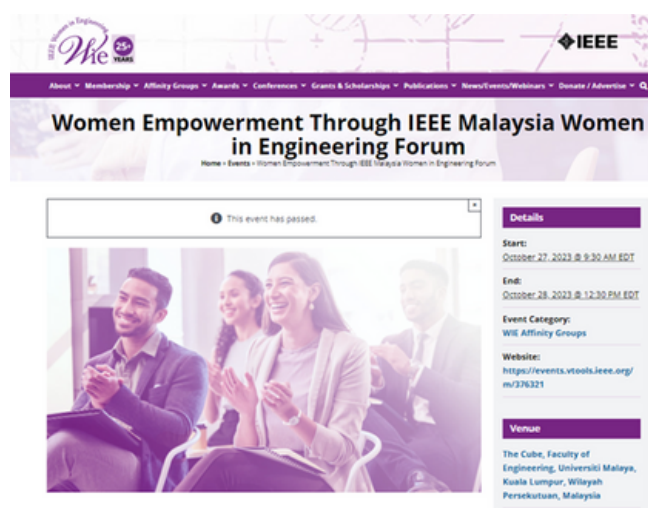 IEEE Women in Engineering
Wie
25+
YEARS
IEEE
About Membership Affinity Groups Awards Conferences Grants & Scholarships Publications News/Events/Webinars Donate / Advertise
Women Empowerment Through IEEE Malaysia Women
in Engineering Forum
Home » Events » Women Empowerment Through IEEE Malaysia Women in Engineering Forum
This event has passed.
Details
Start:
October 27, 2023 @ 9:30 AM EDT
End:
October 28, 2023 @ 12:30 PM EDT
Event Category:
WIE Affinity Groups
Website:
https://events.vtools.ieee.org/
m/376321
Venue
The Cube, Faculty of
Engineering, Universiti Malaya,
Kuala Lumpur, Wilayah
Persekutuan, Malaysia